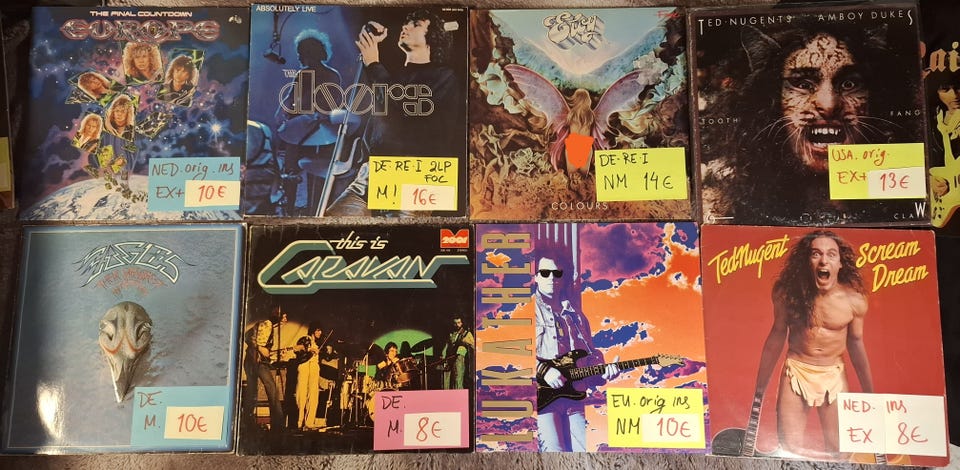 THE FINAL COUNTDOWN
EUROPE
NED. orig. ins
EX+ 10€
ABSOLUTELY LIVE
THE
doors
DE-RE-I 2LP
FOC
M! 16€
Eloy
DE-RE-I
NM 14€
COLOURS
TED NUGENT'S AMBOY DUKES
TOOTH FANG
USA. orig.
EX+ 13€
CLAW
EAGLES
DE.
M. 10€
this is
CARAVAN
2001
DE.
M. 8€
LUKATHER
EU. orig ins
NM 10€
Ted Nugent
Scream
Dream
NED. ins
EX 8€